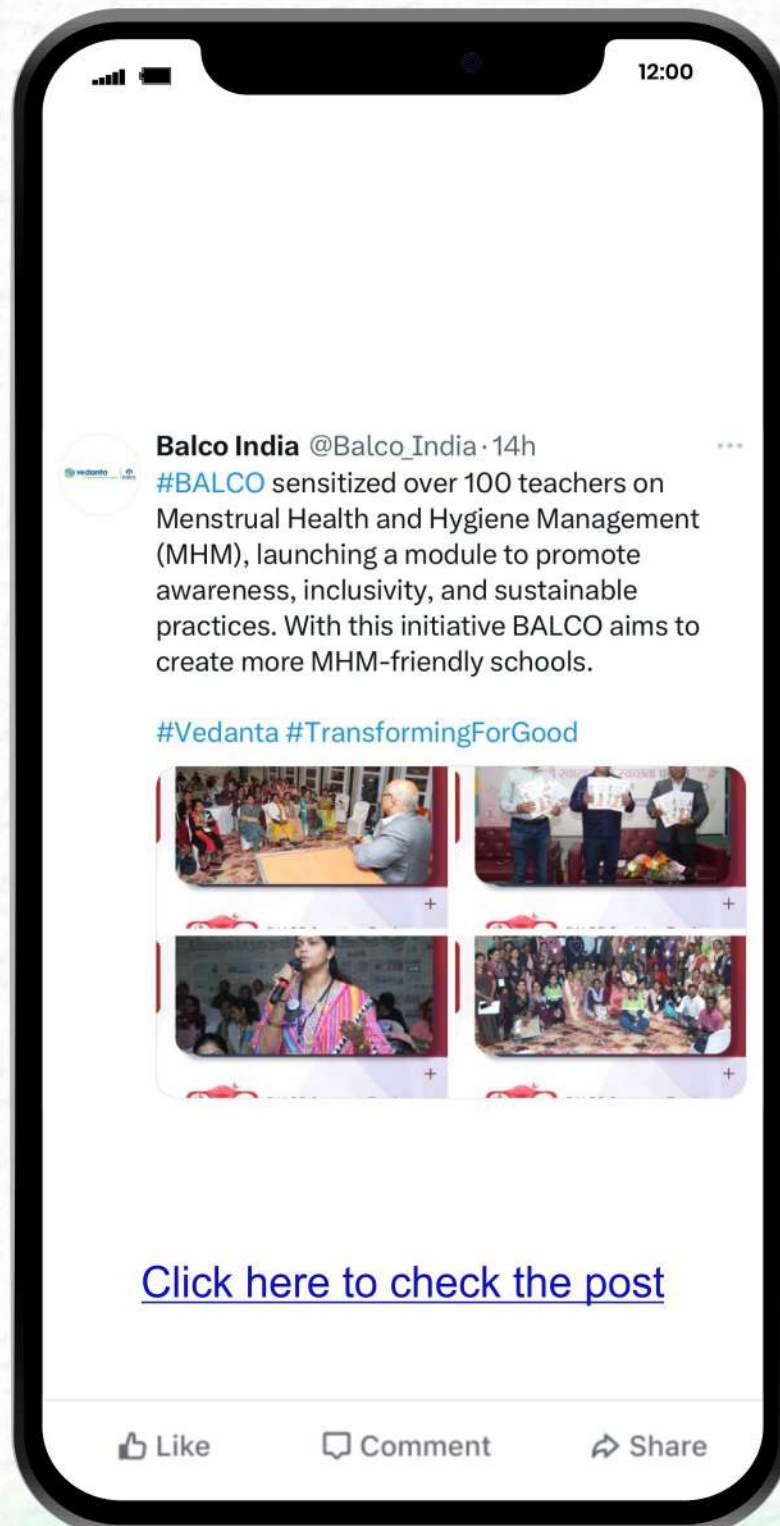 12:00
Balco India @Balco_India · 14h
#BALCO sensitized over 100 teachers on
Menstrual Health and Hygiene Management
(MHM), launching a module to promote
awareness, inclusivity, and sustainable
practices. With this initiative BALCO aims to
create more MHM-friendly schools.
#Vedanta #TransformingForGood
vedanta
Click here to check the post
Like
Comment
Share